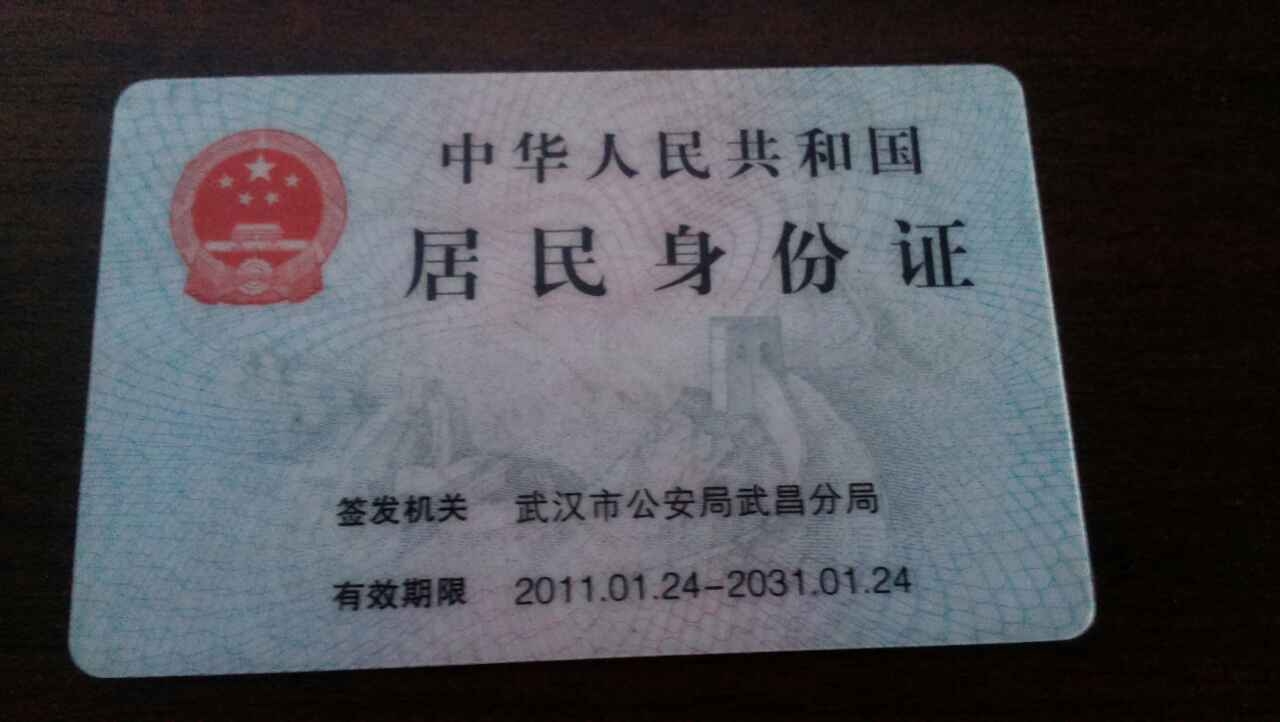 中华人民共和国
居民身份证
签发机关 武汉市公安局武昌分局
有效期限 2011.01.24-2031.01.24